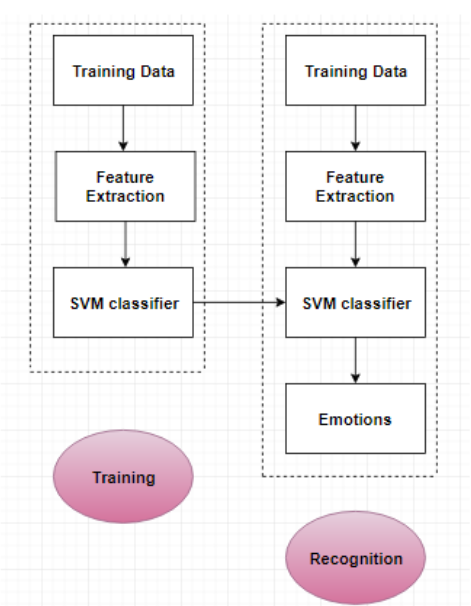 Training Data
Feature
Extraction
SVM classifier
Training
Training Data
Feature
Extraction
SVM classifier
Emotions
Recognition